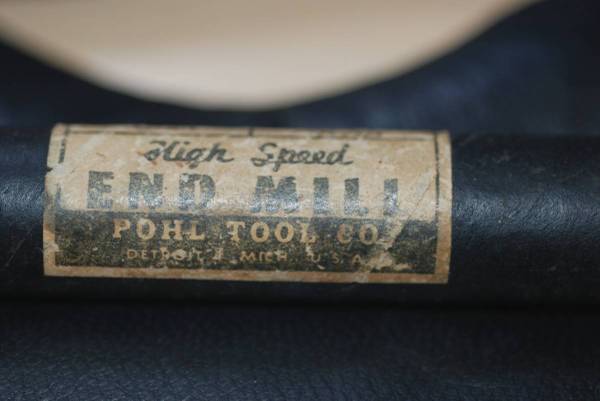 High Speed
END MILL
POHL TOOL CO.
DETROIT MICH. U.S.A.